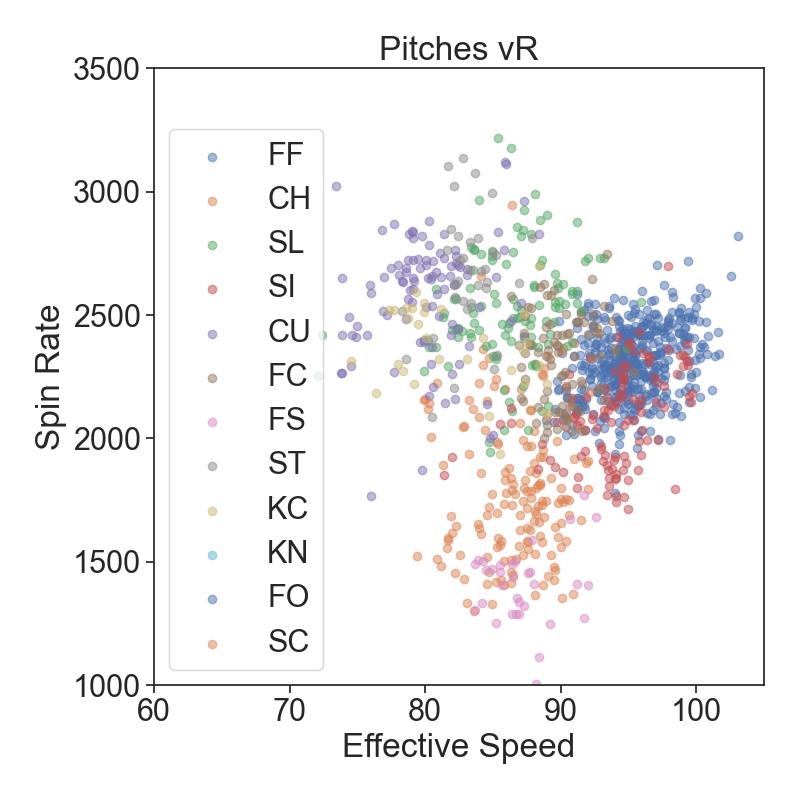 Pitches vR
3500
3000
2500
2000
1500
1000
Spin Rate
FF
CH
SL
SI
CU
FC
FS
ST
KC
KN
FO
SC
60 70 80 90 100
Effective Speed